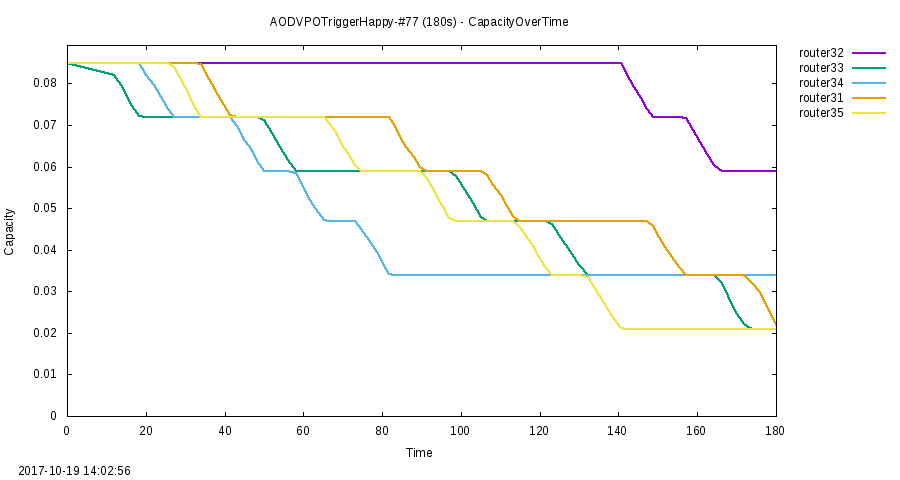 AODVPOTriggerHappy-#77 (180s) - CapacityOverTime
router32
router33
router34
router31
router35
0.08
0.07
0.06
0.05
0.04
0.03
0.02
0.01
0
Capacity
0 20 40 60 80 100 120 140 160 180
Time
2017-10-19 14:02:56